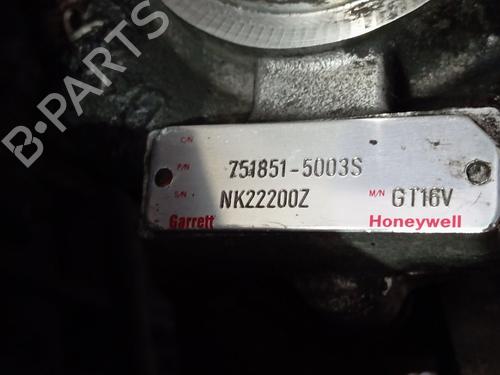 B-PARTS
C/N
P/N 751851-5003S
S/N NK22200Z M/N GT16V
Garrett Honeywell